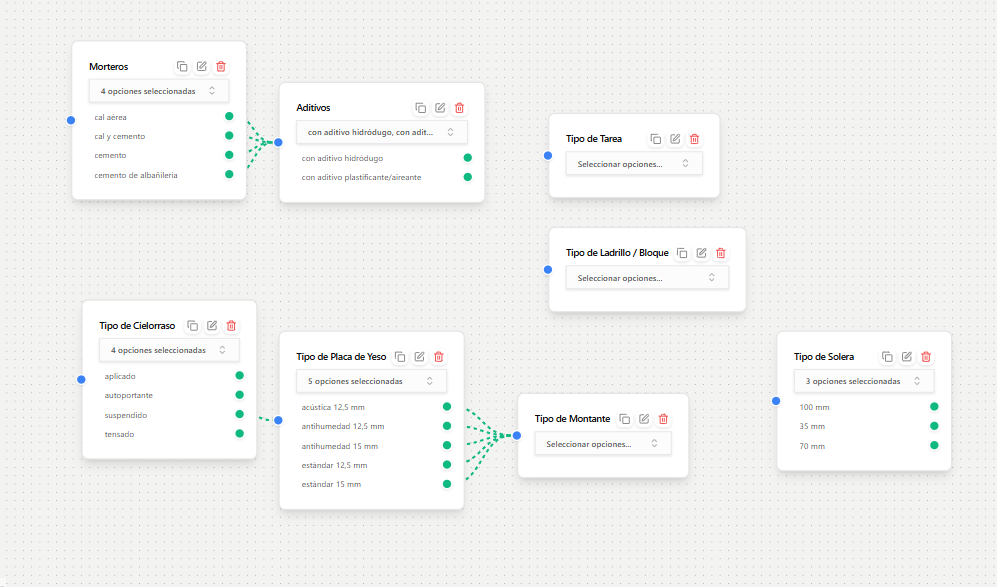 Morteros
4 opciones seleccionadas
cal aérea
cal y cemento
cemento
cemento de albañilería
Aditivos
con aditivo hidródugo, con adit...
con aditivo hidródugo
con aditivo plastificante/aireante
Tipo de Tarea
Seleccionar opciones...
Tipo de Ladrillo / Bloque
Seleccionar opciones...
Tipo de Cielorraso
4 opciones seleccionadas
aplicado
autoportante
suspendido
tensado
Tipo de Placa de Yeso
5 opciones seleccionadas
acústica 12,5 mm
antihumedad 12,5 mm
antihumedad 15 mm
estándar 12,5 mm
estándar 15 mm
Tipo de Montante
Seleccionar opciones...
Tipo de Solera
3 opciones seleccionadas
100 mm
35 mm
70 mm